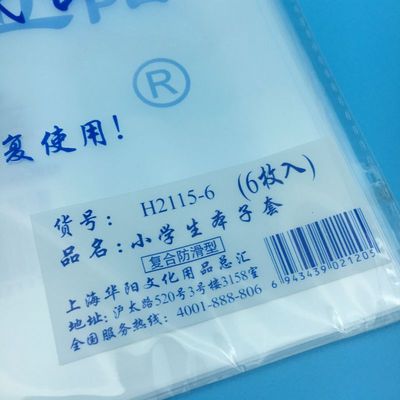 ®
复使用！
货号： H2115-6 (6枚入)
品名：小学生本子套
复合防滑型
上海华阳文化用品总汇
地址：沪太路520号3号楼3158室
全国服务热线：4001-888-806
6 943439 021205